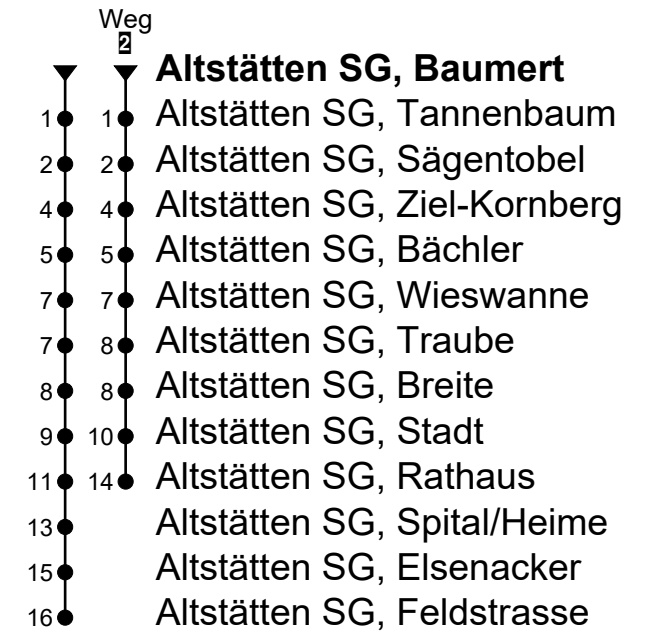 Weg
2
Altstätten SG, Baumert
1 1 Altstätten SG, Tannenbaum
2 2 Altstätten SG, Sägentobel
4 4 Altstätten SG, Ziel-Kornberg
5 5 Altstätten SG, Bächler
7 7 Altstätten SG, Wieswanne
7 8 Altstätten SG, Traube
8 8 Altstätten SG, Breite
9 10 Altstätten SG, Stadt
11 14 Altstätten SG, Rathaus
13 Altstätten SG, Spital/Heime
15 Altstätten SG, Elsenacker
16 Altstätten SG, Feldstrasse